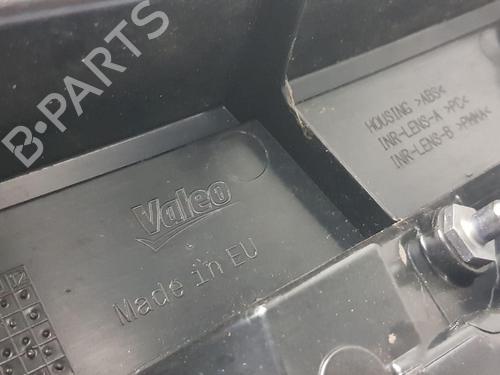 B-PARTS
Valeo
Made in EU
HOUSING >ABS<
INR-LENS-A >PC<
INR-LENS-B >PMMA<